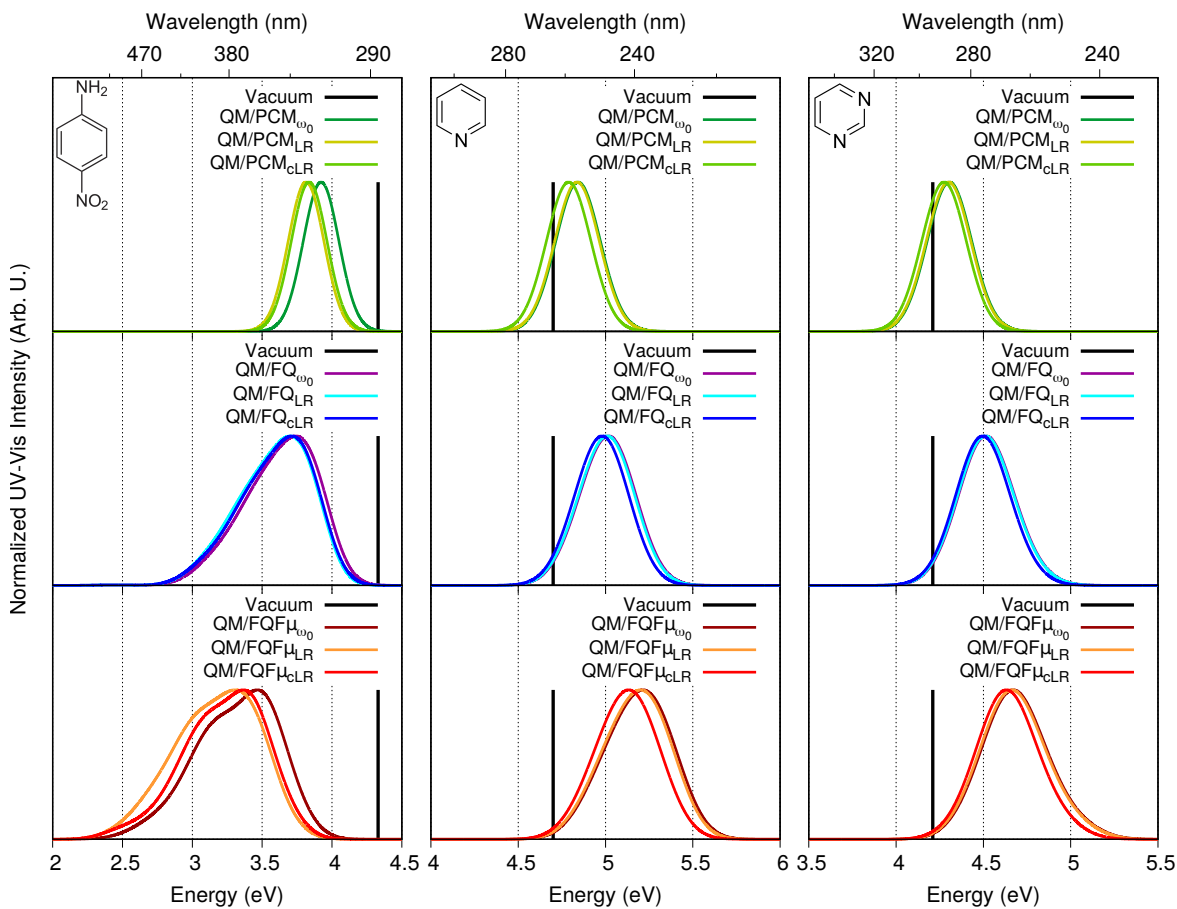 Wavelength (nm) Wavelength (nm) Wavelength (nm)
470 380 290 280 240 320 280 240
NH2
NO2
Vacuum
QM/PCMω0
QM/PCMLR
QM/PCMcLR
N
Vacuum
QM/PCMω0
QM/PCMLR
QM/PCMcLR
N
N
Vacuum
QM/PCMω0
QM/PCMLR
QM/PCMcLR
Normalized UV-Vis Intensity (Arb. U.)
Vacuum
QM/FQω0
QM/FQLR
QM/FQcLR
Vacuum
QM/FQω0
QM/FQLR
QM/FQcLR
Vacuum
QM/FQω0
QM/FQLR
QM/FQcLR
Vacuum
QM/FQFμω0
QM/FQFμLR
QM/FQFμcLR
Vacuum
QM/FQFμω0
QM/FQFμLR
QM/FQFμcLR
Vacuum
QM/FQFμω0
QM/FQFμLR
QM/FQFμcLR
2 2.5 3 3.5 4 4.5 4 4.5 5 5.5 6 3.5 4 4.5 5 5.5
Energy (eV) Energy (eV) Energy (eV)